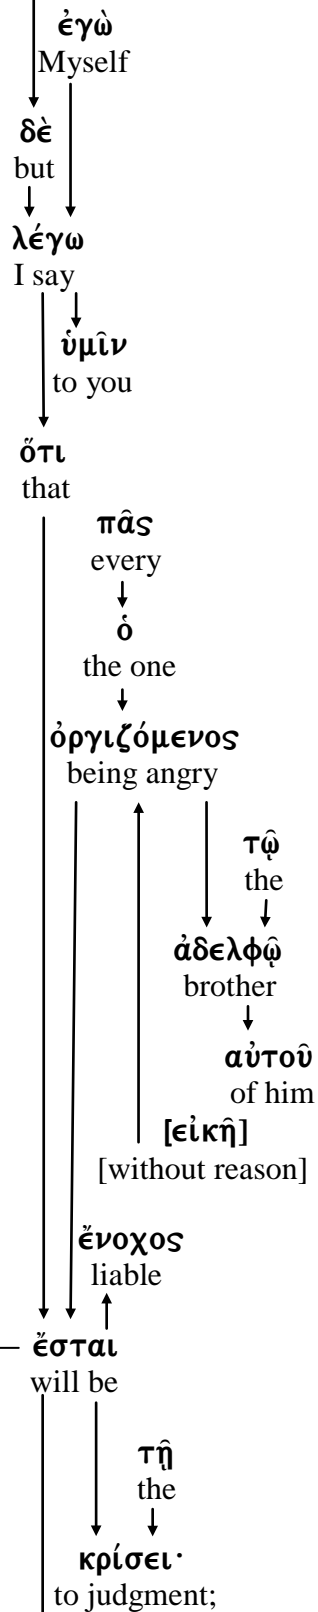 ἐγὼ
Myself
δὲ
but
λέγω
I say
ὑμῖν
to you
ὅτι
that
πᾶς
every
ὁ
the one
ὀργιζόμενος
being angry
τῷ
the
ἀδελφῷ
brother
αὐτοῦ
of him
[εἰκῆ]
[without reason]
ἔνοχος
liable
ἔσται
will be
τῇ
the
κρίσει·
to judgment;